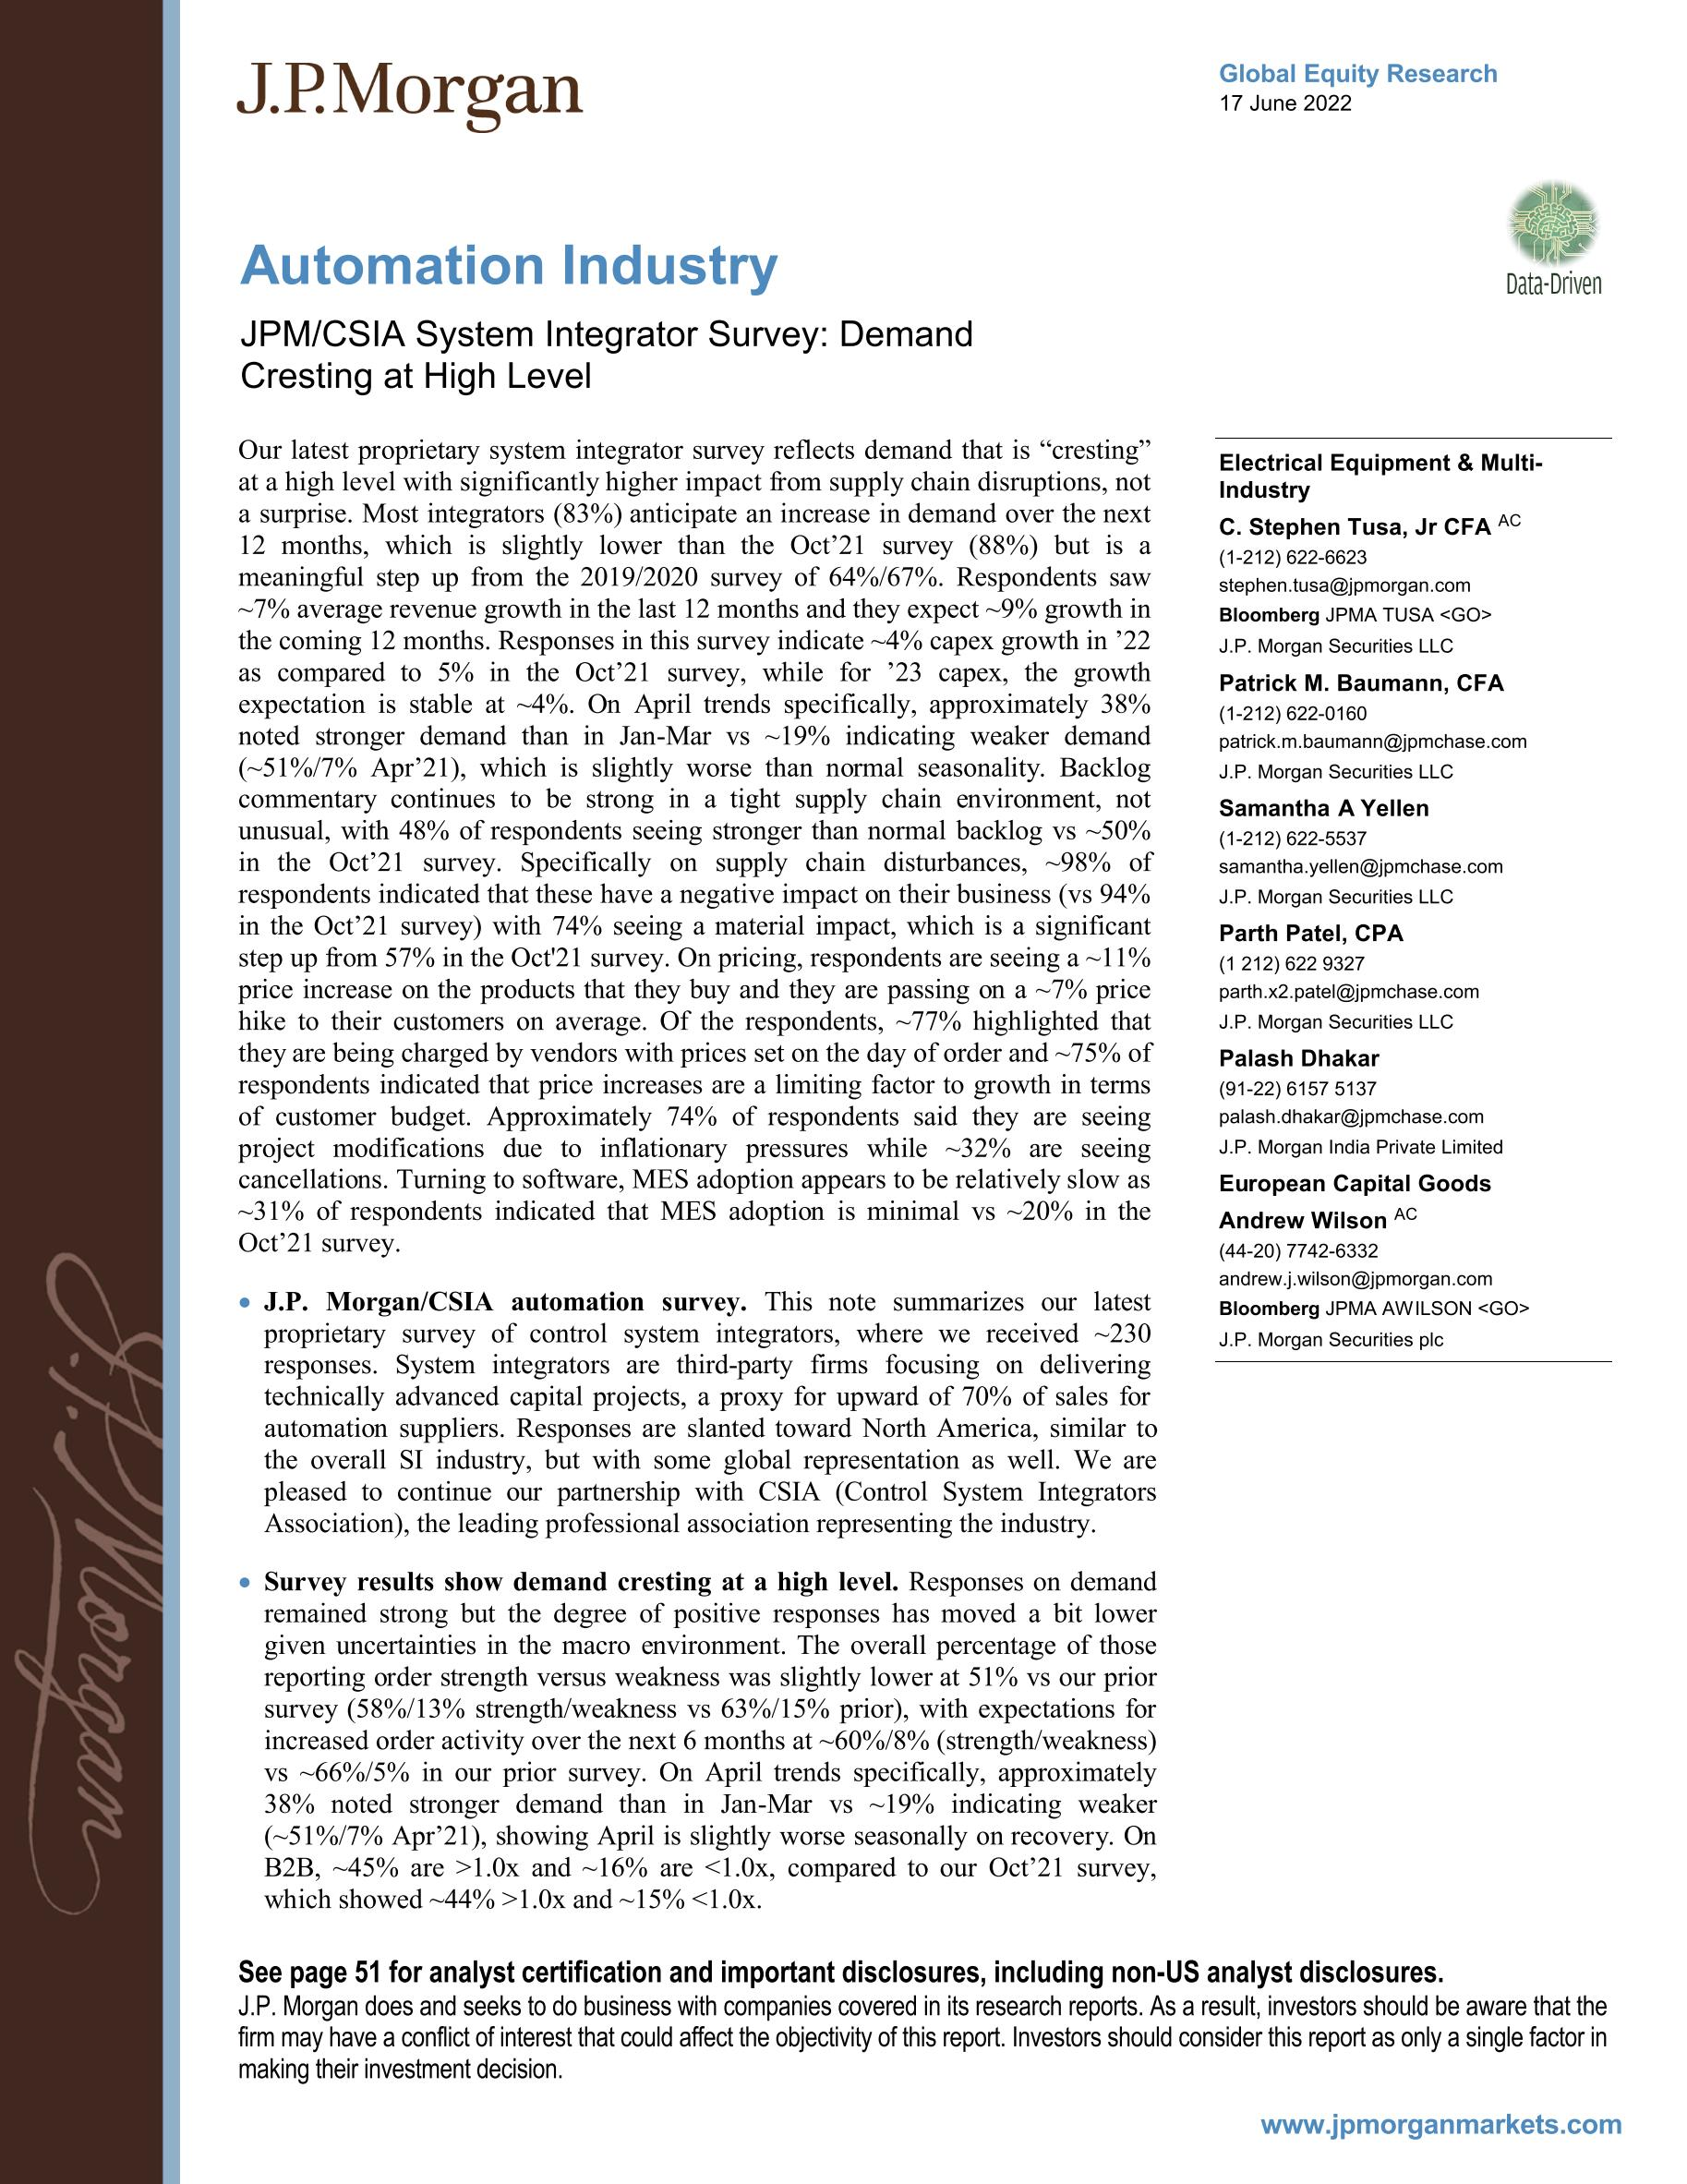 J.P.Morgan
Global Equity Research
17 June 2022
Data-Driven
Automation Industry
JPM/CSIA System Integrator Survey: Demand
Cresting at High Level
Our latest proprietary system integrator survey reflects demand that is “cresting”
at a high level with significantly higher impact from supply chain disruptions, not
a surprise. Most integrators (83%) anticipate an increase in demand over the next
12 months, which is slightly lower than the Oct’21 survey (88%) but is a
meaningful step up from the 2019/2020 survey of 64%/67%. Respondents saw
~7% average revenue growth in the last 12 months and they expect ~9% growth in
the coming 12 months. Responses in this survey indicate ~4% capex growth in ’22
as compared to 5% in the Oct’21 survey, while for ’23 capex, the growth
expectation is stable at ~4%. On April trends specifically, approximately 38%
noted stronger demand than in Jan-Mar vs ~19% indicating weaker demand
(~51%/7% Apr’21), which is slightly worse than normal seasonality. Backlog
commentary continues to be strong in a tight supply chain environment, not
unusual, with 48% of respondents seeing stronger than normal backlog vs ~50%
in the Oct’21 survey. Specifically on supply chain disturbances, ~98% of
respondents indicated that these have a negative impact on their business (vs 94%
in the Oct’21 survey) with 74% seeing a material impact, which is a significant
step up from 57% in the Oct'21 survey. On pricing, respondents are seeing a ~11%
price increase on the products that they buy and they are passing on a ~7% price
hike to their customers on average. Of the respondents, ~77% highlighted that
they are being charged by vendors with prices set on the day of order and ~75% of
respondents indicated that price increases are a limiting factor to growth in terms
of customer budget. Approximately 74% of respondents said they are seeing
project modifications due to inflationary pressures while ~32% are seeing
cancellations. Turning to software, MES adoption appears to be relatively slow as
~31% of respondents indicated that MES adoption is minimal vs ~20% in the
Oct’21 survey.
• J.P. Morgan/CSIA automation survey. This note summarizes our latest
proprietary survey of control system integrators, where we received ~230
responses. System integrators are third-party firms focusing on delivering
technically advanced capital projects, a proxy for upward of 70% of sales for
automation suppliers. Responses are slanted toward North America, similar to
the overall SI industry, but with some global representation as well. We are
pleased to continue our partnership with CSIA (Control System Integrators
Association), the leading professional association representing the industry.
• Survey results show demand cresting at a high level. Responses on demand
remained strong but the degree of positive responses has moved a bit lower
given uncertainties in the macro environment. The overall percentage of those
reporting order strength versus weakness was slightly lower at 51% vs our prior
survey (58%/13% strength/weakness vs 63%/15% prior), with expectations for
increased order activity over the next 6 months at ~60%/8% (strength/weakness)
vs ~66%/5% in our prior survey. On April trends specifically, approximately
38% noted stronger demand than in Jan-Mar vs ~19% indicating weaker
(~51%/7% Apr’21), showing April is slightly worse seasonally on recovery. On
B2B, ~45% are >1.0x and ~16% are <1.0x, compared to our Oct’21 survey,
which showed ~44% >1.0x and ~15% <1.0x.
Electrical Equipment & Multi-
Industry
C. Stephen Tusa, Jr CFA AC
(1-212) 622-6623
stephen.tusa@jpmorgan.com
Bloomberg JPMA TUSA <GO>
J.P. Morgan Securities LLC
Patrick M. Baumann, CFA
(1-212) 622-0160
patrick.m.baumann@jpmchase.com
J.P. Morgan Securities LLC
Samantha A Yellen
(1-212) 622-5537
samantha.yellen@jpmchase.com
J.P. Morgan Securities LLC
Parth Patel, CPA
(1 212) 622 9327
parth.x2.patel@jpmchase.com
J.P. Morgan Securities LLC
Palash Dhakar
(91-22) 6157 5137
palash.dhakar@jpmchase.com
J.P. Morgan India Private Limited
European Capital Goods
Andrew Wilson AC
(44-20) 7742-6332
andrew.j.wilson@jpmorgan.com
Bloomberg JPMA AWILSON <GO>
J.P. Morgan Securities plc
J.P. Morgan
See page 51 for analyst certification and important disclosures, including non-US analyst disclosures.
J.P. Morgan does and seeks to do business with companies covered in its research reports. As a result, investors should be aware that the
firm may have a conflict of interest that could affect the objectivity of this report. Investors should consider this report as only a single factor in
making their investment decision.
www.jpmorganmarkets.com